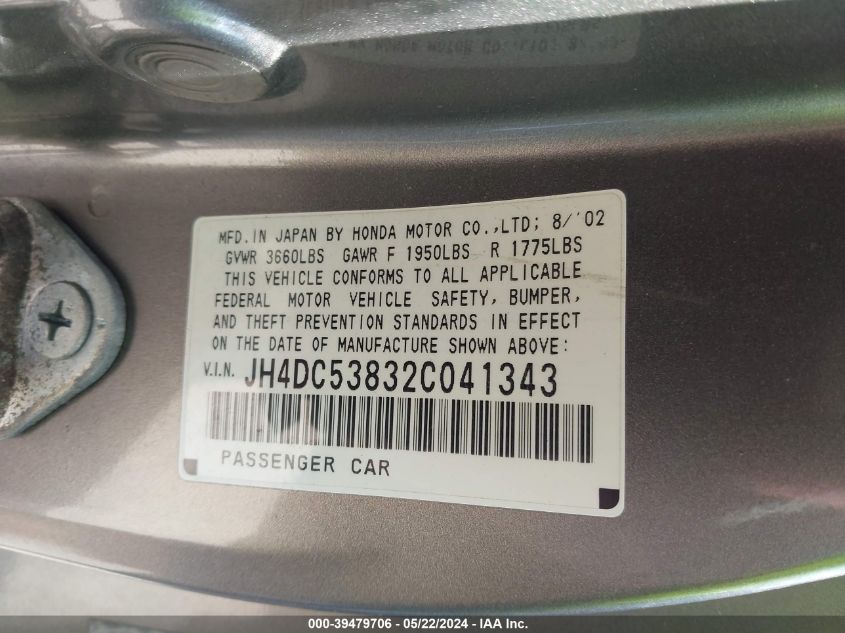 MFD.IN JAPAN BY HONDA MOTOR CO.,LTD; 8/'02
GVWR 3660LBS GAWR F 1950LBS R 1775LBS
THIS VEHICLE CONFORMS TO ALL APPLICABLE
FEDERAL MOTOR VEHICLE SAFETY, BUMPER,
AND THEFT PREVENTION STANDARDS IN EFFECT
ON THE DATE OF MANUFACTURE SHOWN ABOVE:
V.I.N. JH4DC53832C041343
PASSENGER CAR
000-39479706 - 05/22/2024 - IAA Inc.